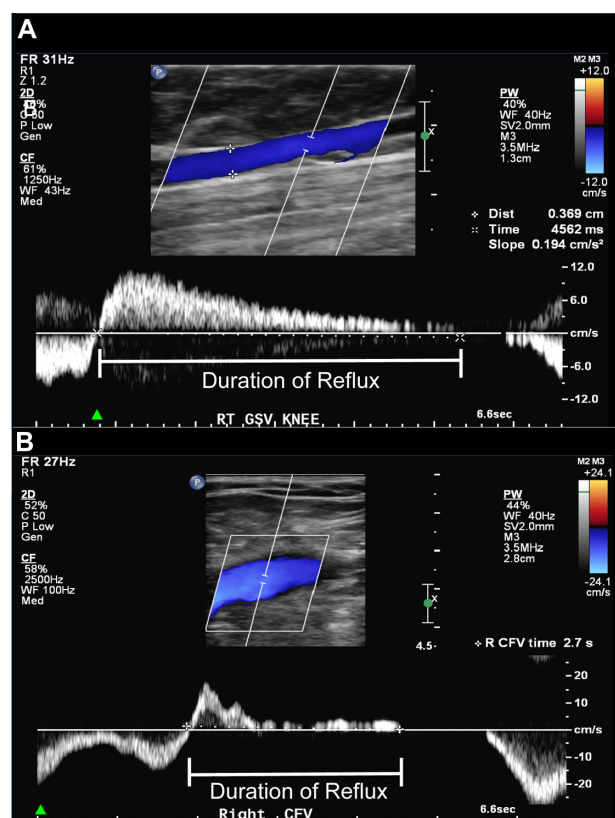 A
FR 31Hz
R1
Z 1.2
2D
P Low
Gen
CF
61%
1250Hz
WF 43Hz
Med
P
x
M2 M3
+12.0
-12.0
cm/s
PW
40%
WF 40Hz
SV2.0mm
M3
3.5MHz
1.3cm
Dist 0.369 cm
Time 4562 ms
Slope 0.194 cm/s²
12.0
6.0
cm/s
-6.0
-12.0
Duration of Reflux
RT GSV KNEE
6.6sec
B
FR 27Hz
R1
2D
52%
C 50
P Low
Gen
CF
58%
2500Hz
WF 100Hz
Med
P
x
4.5
M2 M3
+24.1
-24.1
cm/s
PW
44%
WF 40Hz
SV2.0mm
M3
3.5MHz
2.8cm
R CFV time 2.7 s
20
10
cm/s
-10
-20
Duration of Reflux
Right CFV
6.6sec